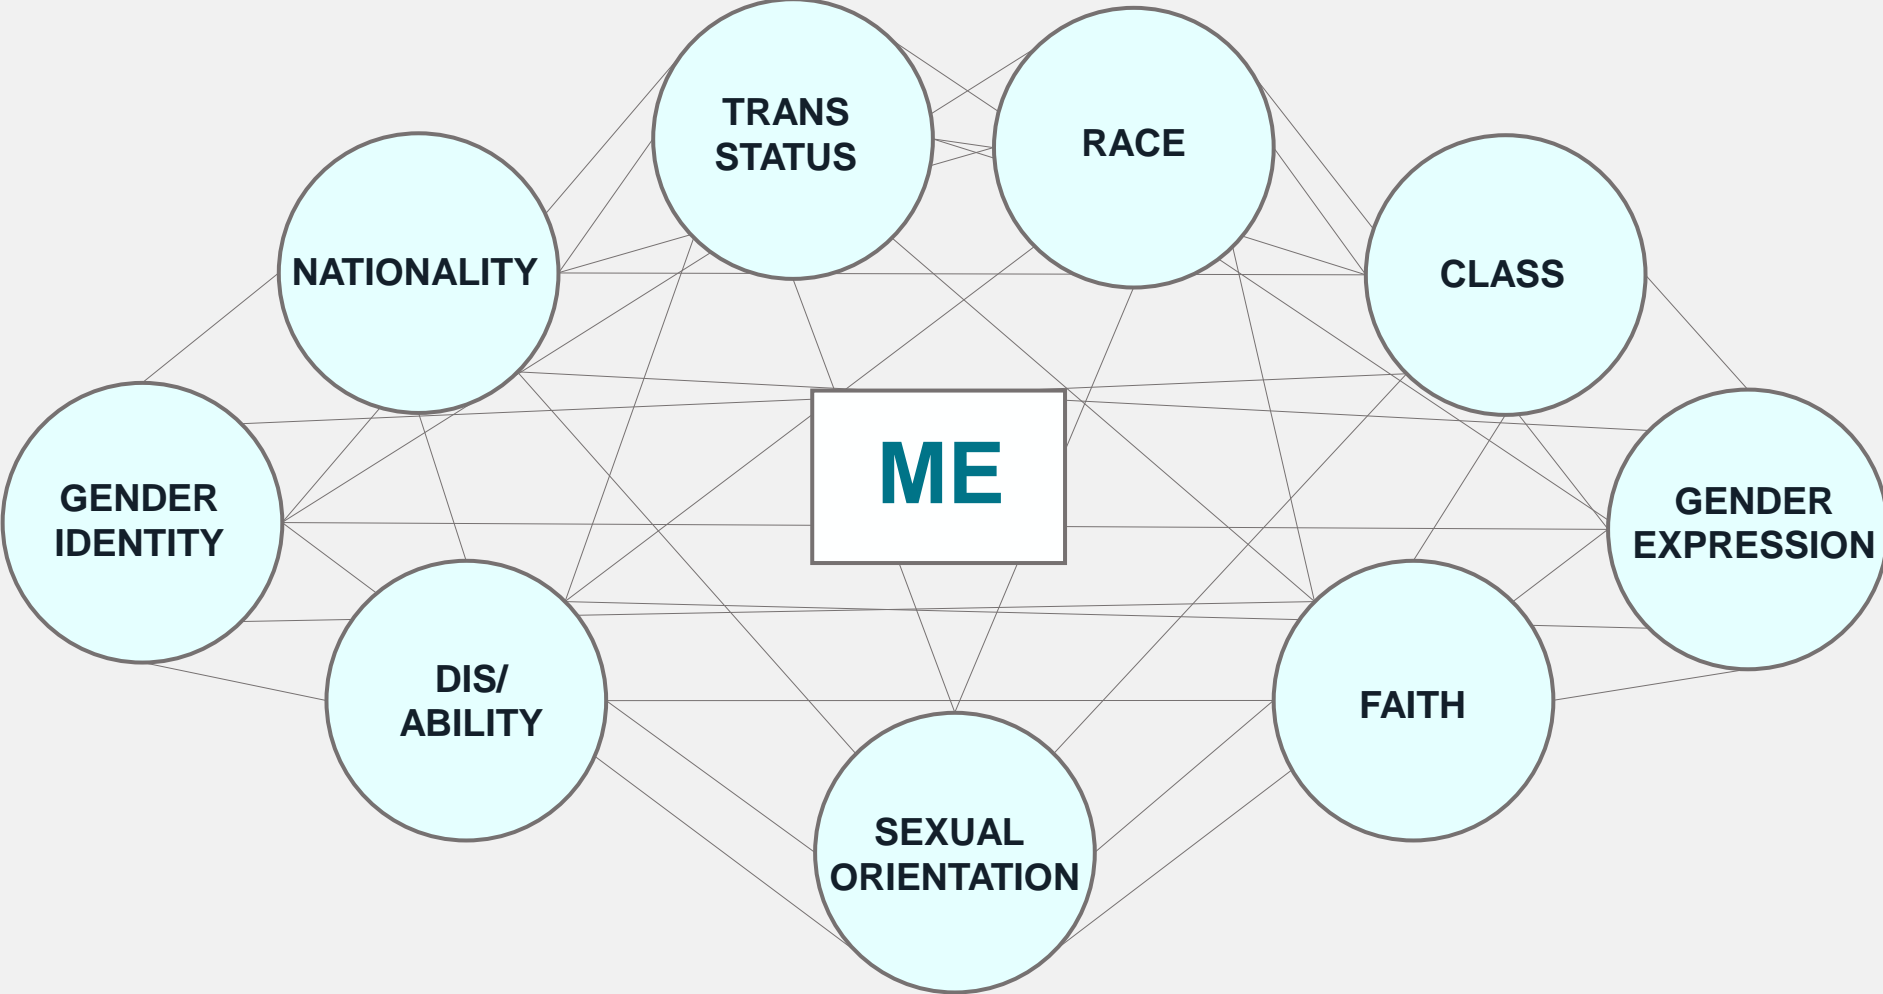 TRANS
STATUS
RACE
NATIONALITY
CLASS
ME
GENDER
IDENTITY
GENDER
EXPRESSION
DIS/
ABILITY
FAITH
SEXUAL
ORIENTATION